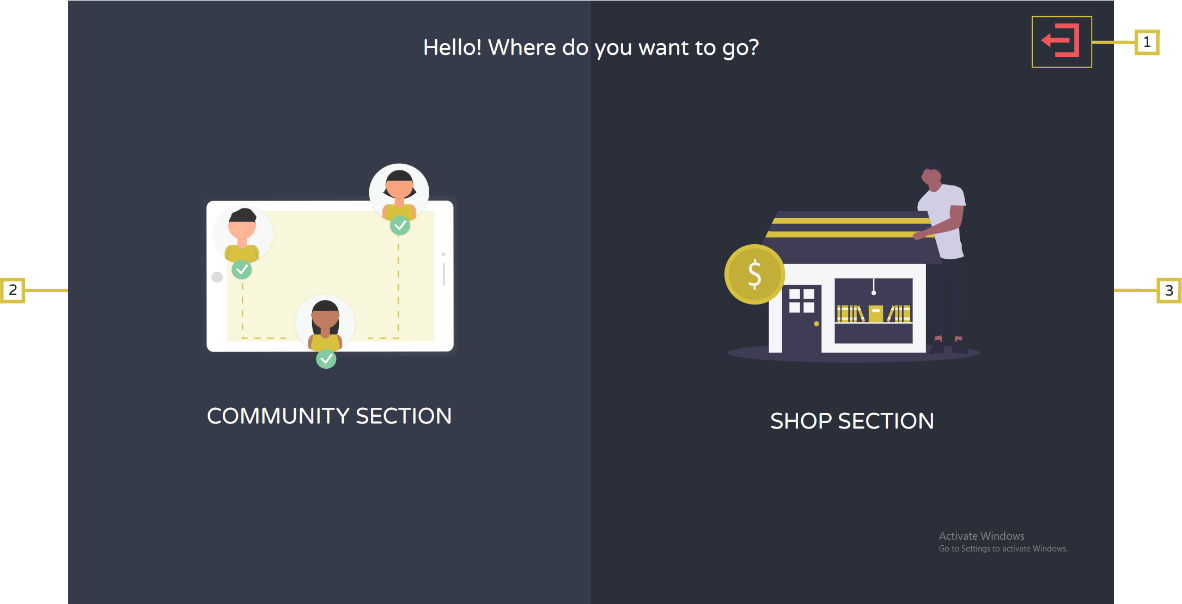 Hello! Where do you want to go?
1
2
3
$
COMMUNITY SECTION
SHOP SECTION
Activate Windows
Go to Settings to activate Windows.